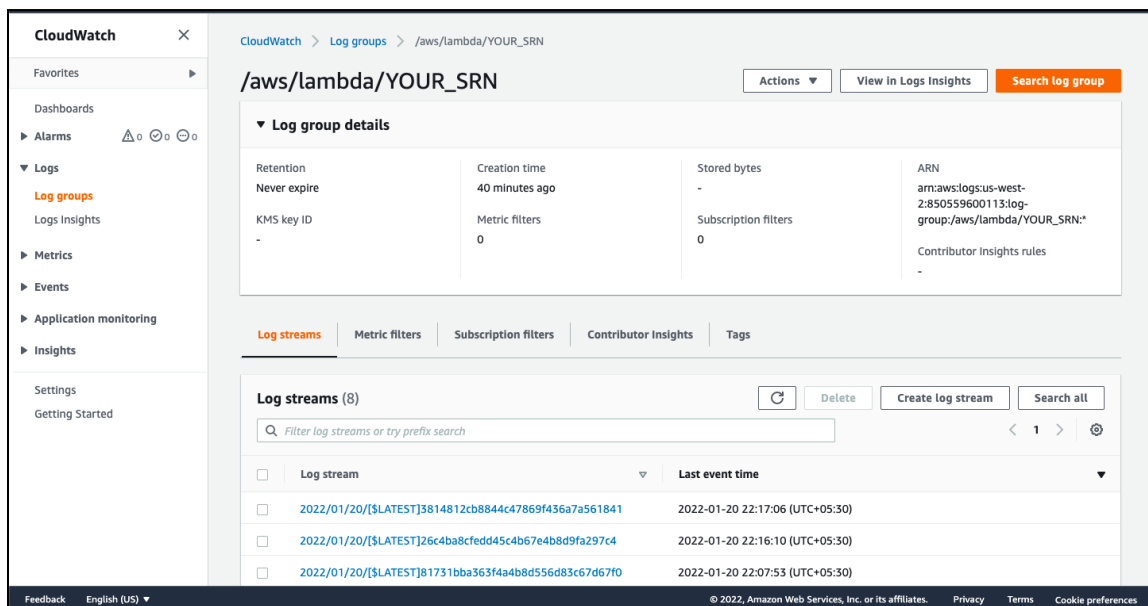 CloudWatch
Favorites
Dashboards
Alarms 0 0 0
Logs
Log groups
Logs Insights
Metrics
Events
Application monitoring
Insights
Settings
Getting Started
CloudWatch > Log groups > /aws/lambda/YOUR_SRN
/aws/lambda/YOUR_SRN
Actions View in Logs Insights Search log group
Log group details
Retention
Never expire
KMS key ID
-
Creation time
40 minutes ago
Metric filters
0
Stored bytes
-
Subscription filters
0
ARN
arn:aws:logs:us-west-
2:850559600113:log-
group:/aws/lambda/YOUR_SRN:*
Contributor Insights rules
-
Log streams Metric filters Subscription filters Contributor Insights Tags
Log streams (8)
Delete Create log stream Search all
Filter log streams or try prefix search
1
Log stream Last event time
2022/01/20/[$LATEST]3814812cb8844c47869f436a7a561841 2022-01-20 22:17:06 (UTC+05:30)
2022/01/20/[$LATEST]26c4ba8cfedd45c4b67e4b8d9fa297c4 2022-01-20 22:16:10 (UTC+05:30)
2022/01/20/[$LATEST]81731bba363f4a4b8d556d83c67d67f0 2022-01-20 22:07:53 (UTC+05:30)
Feedback English (US) © 2022, Amazon Web Services, Inc. or its affiliates. Privacy Terms Cookie preferences